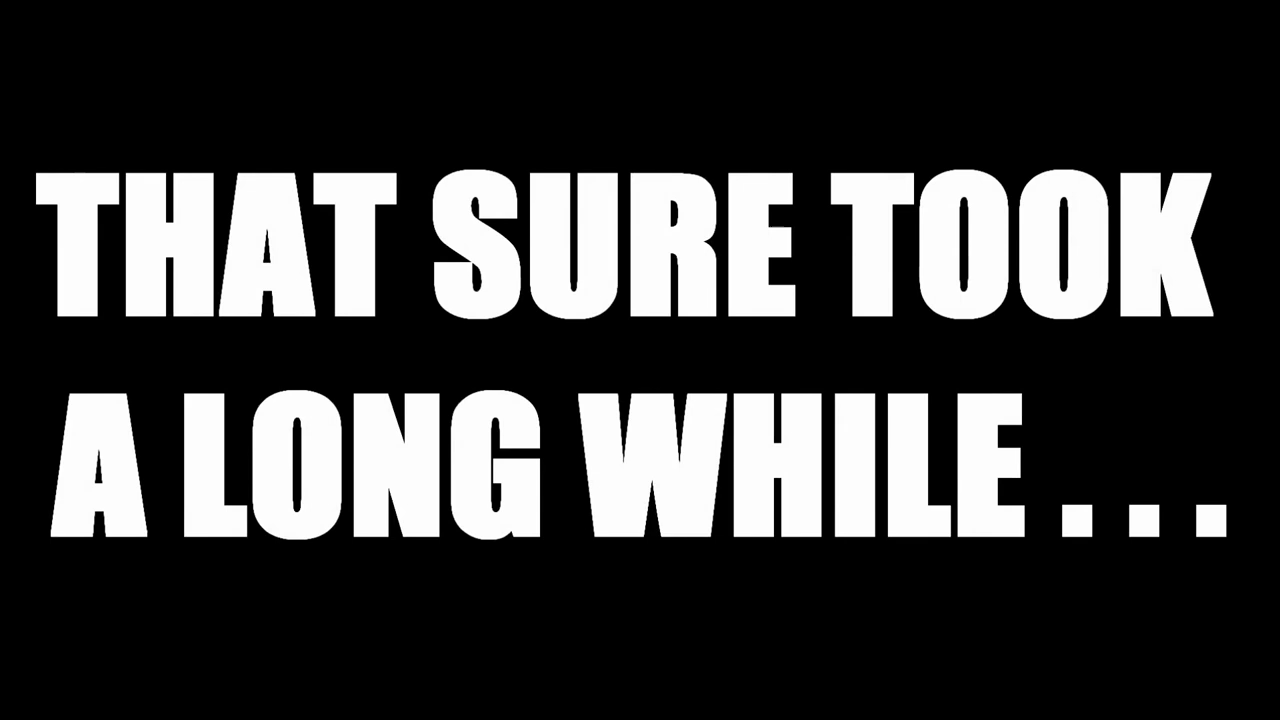 THAT SURE TOOK
A LONG WHILE . . .